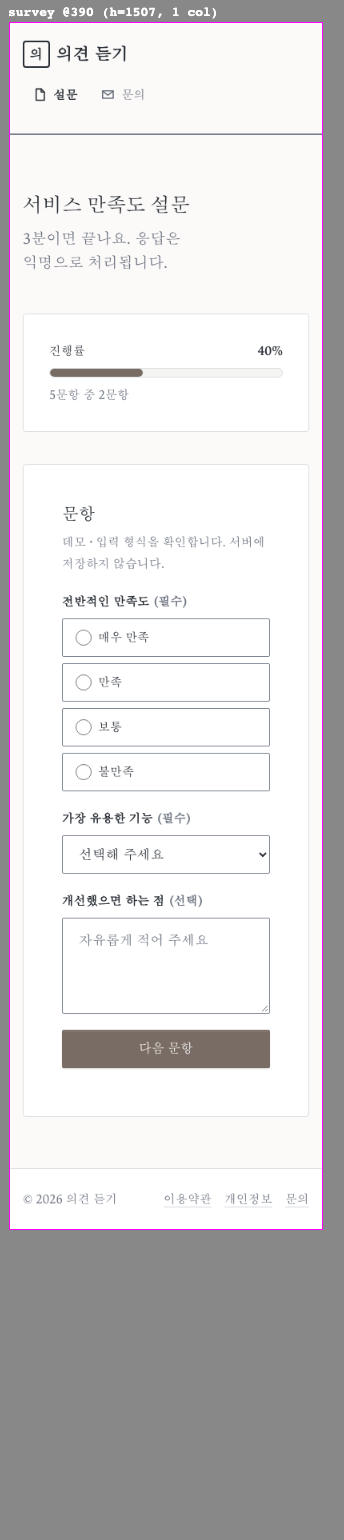 survey @390 (h=1507, 1 col)
의 의견 듣기
설문 문의
서비스 만족도 설문
3분이면 끝나요. 응답은
익명으로 처리됩니다.
진행률 40%
5문항 중 2문항
문항
데모·입력 형식을 확인합니다. 서버에
저장하지 않습니다.
전반적인 만족도 (필수)
매우 만족
만족
보통
불만족
가장 유용한 기능 (필수)
선택해 주세요
개선했으면 하는 점 (선택)
자유롭게 적어 주세요
다음 문항
© 2026 의견 듣기 이용약관 개인정보 문의